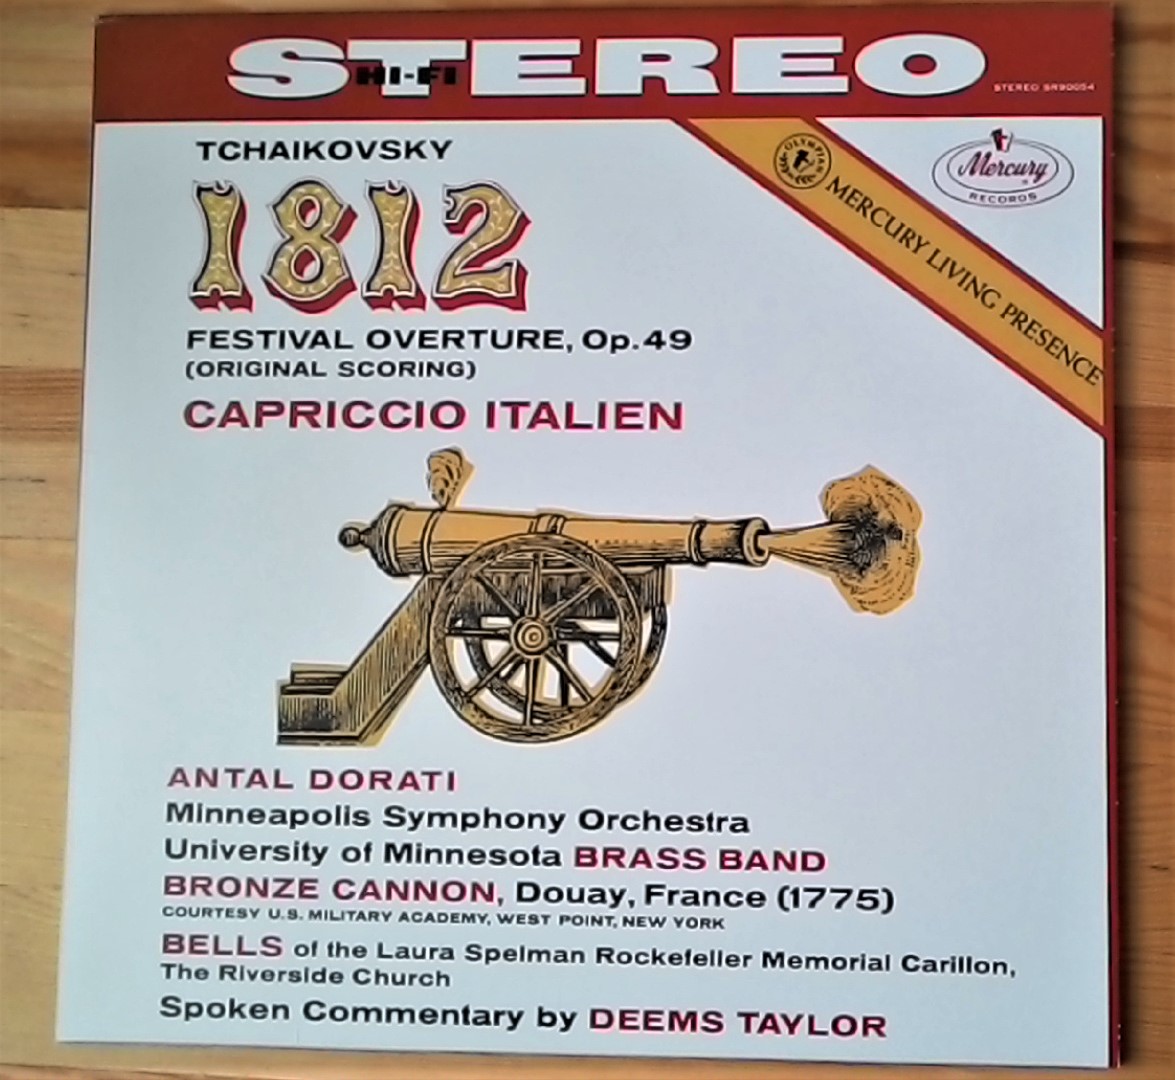 STEREO
HI-FI
STEREO SR90054
TCHAIKOVSKY
1812
FESTIVAL OVERTURE, Op. 49
(ORIGINAL SCORING)
CAPRICCIO ITALIEN
OLYMPIAN
MERCURY LIVING PRESENCE
Mercury
®
RECORDS
ANTAL DORATI
Minneapolis Symphony Orchestra
University of Minnesota BRASS BAND
BRONZE CANNON, Douay, France (1775)
COURTESY U.S. MILITARY ACADEMY, WEST POINT, NEW YORK
BELLS of the Laura Spelman Rockefeller Memorial Carillon,
The Riverside Church
Spoken Commentary by DEEMS TAYLOR